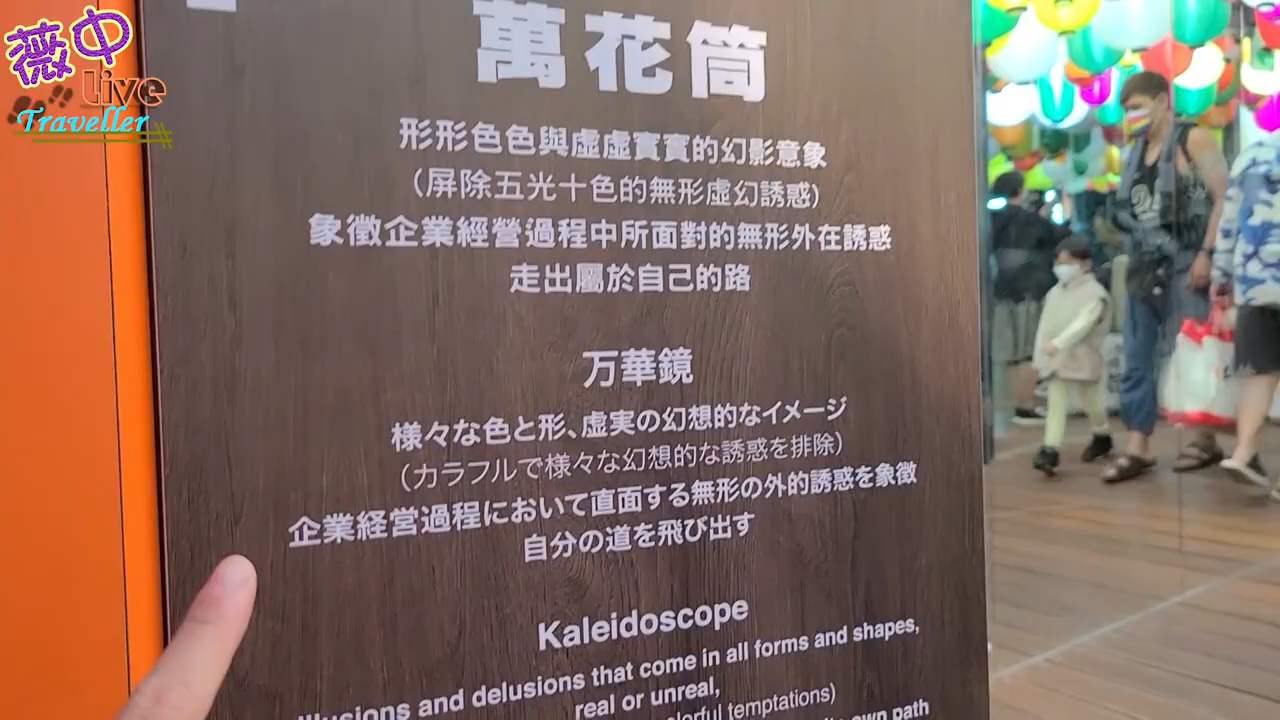 薇中
Live
Traveller
萬花筒
形形色色與虛虛實實的幻影意象
（屏除五光十色的無形虛幻誘惑）
象徵企業經營過程中所面對的無形外在誘惑
走出屬於自己的路
万華鏡
様々な色と形、虚実の幻想的なイメージ
（カラフルで様々な幻想的な誘惑を排除）
企業経営過程において直面する無形の外的誘惑を象徴
自分の道を飛び出す
Kaleidoscope
Illusions and delusions that come in all forms and shapes,
real or unreal,
temptations)
own path